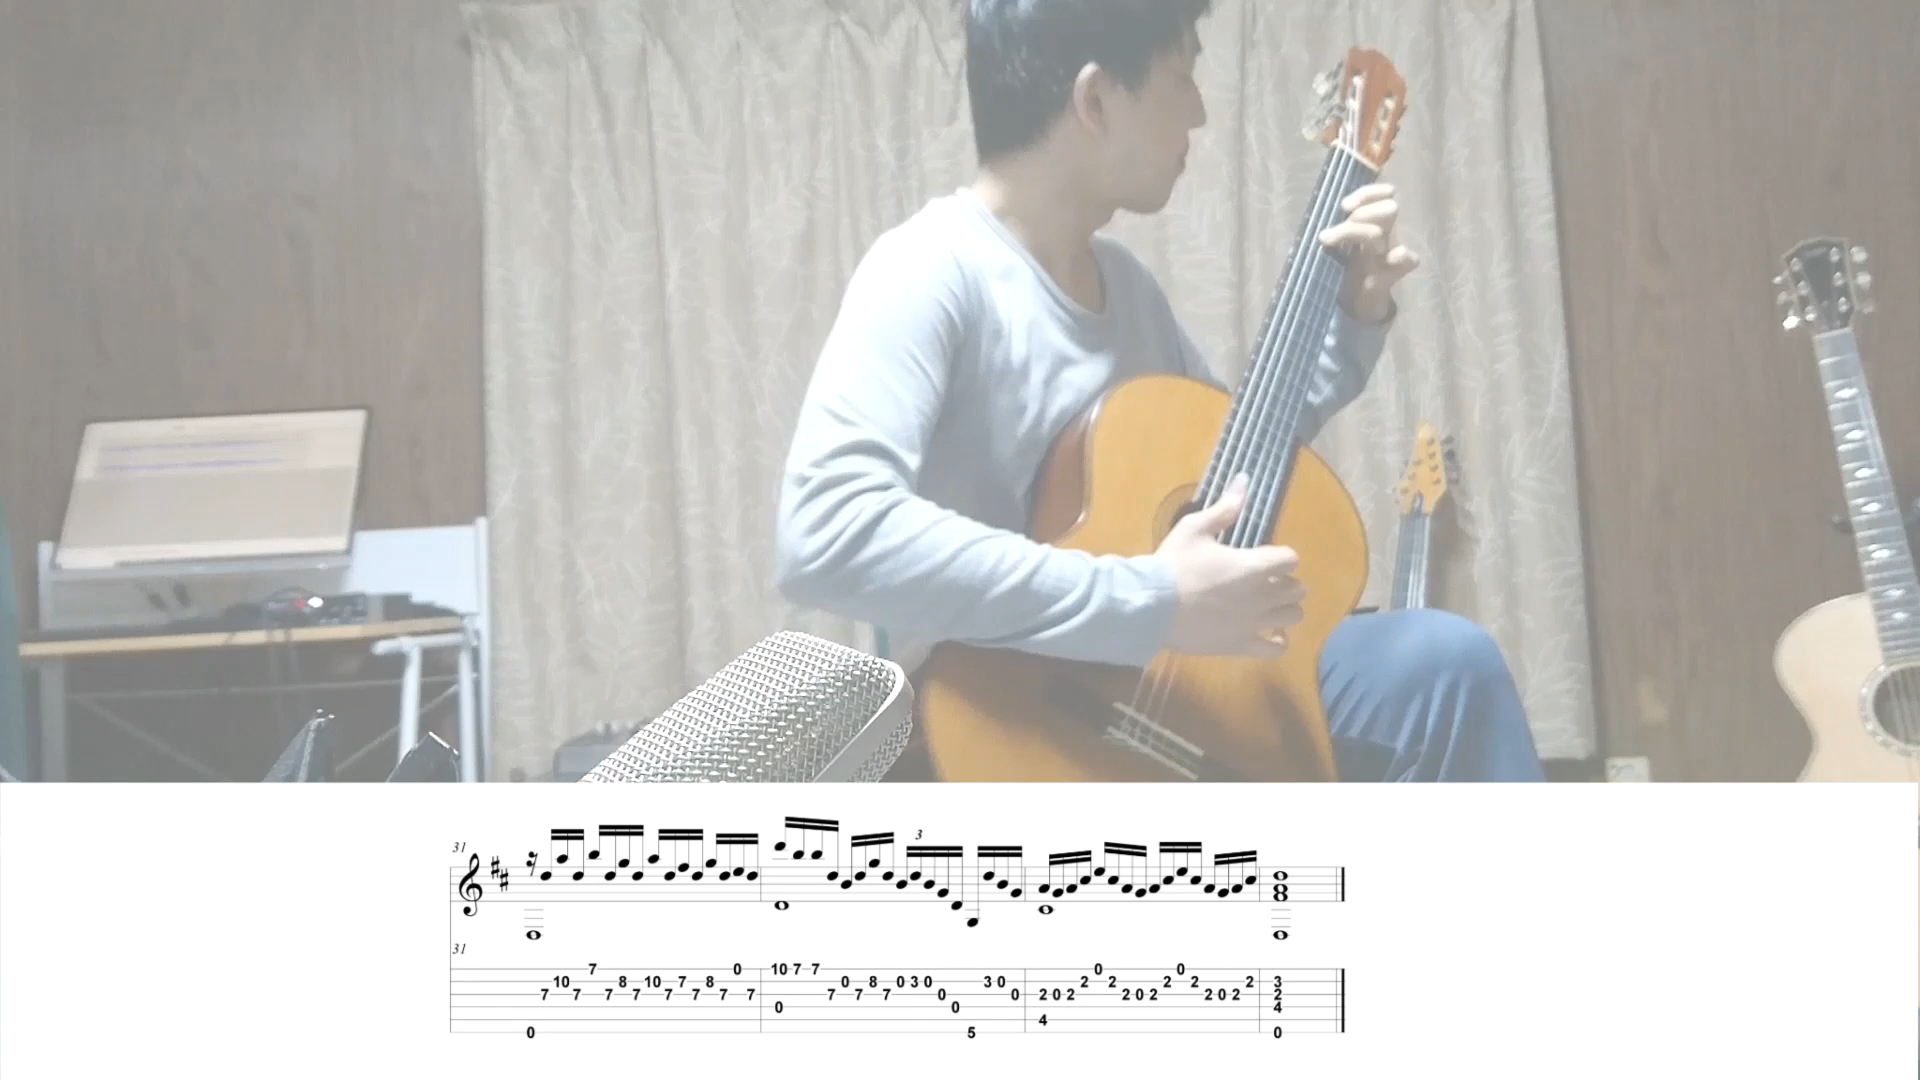 31
3
31
7 0 10 7 7 0 0
10 8 10 7 8 0 8 0 3 0 3 0 2 2 2 2 2 3
7 7 7 7 7 7 7 7 7 7 0 0 2 0 2 2 0 2 2 0 2 2
0 0 4
4
0 5 0